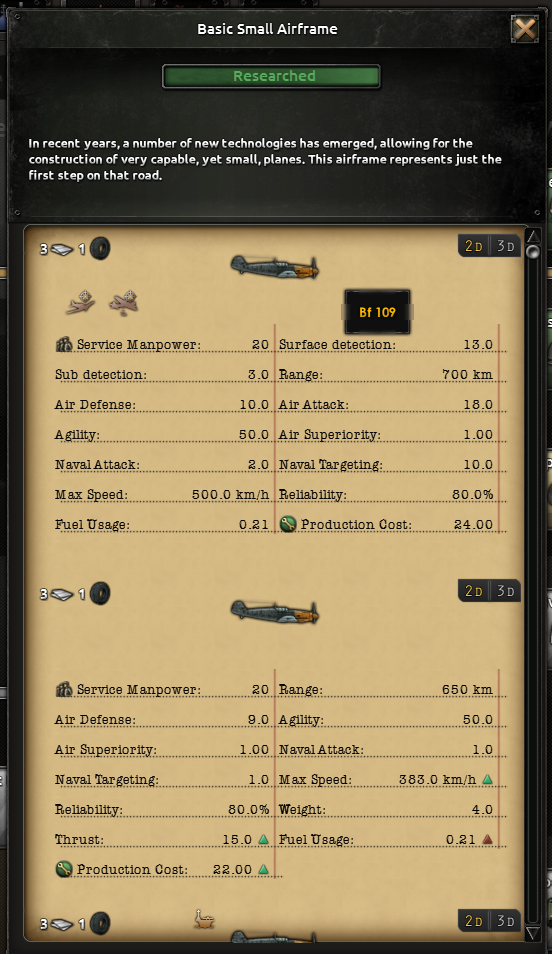 Basic Small Airframe
Researched
In recent years, a number of new technologies has emerged, allowing for the
construction of very capable, yet small, planes. This airframe represents just the
first step on that road.
3 1 2D 3D
Bf 109
Service Manpower: 20 Surface detection: 13.0
Sub detection: 3.0 Range: 700 km
Air Defense: 10.0 Air Attack: 18.0
Agility: 50.0 Air Superiority: 1.00
Naval Attack: 2.0 Naval Targeting: 10.0
Max Speed: 500.0 km/h Reliability: 80.0%
Fuel Usage: 0.21 Production Cost: 24.00
3 1 2D 3D
Service Manpower: 20 Range: 650 km
Air Defense: 9.0 Agility: 50.0
Air Superiority: 1.00 Naval Attack: 1.0
Naval Targeting: 1.0 Max Speed: 383.0 km/h
Reliability: 80.0% Weight: 4.0
Thrust: 15.0 Fuel Usage: 0.21
Production Cost: 22.00
3 1 2D 3D